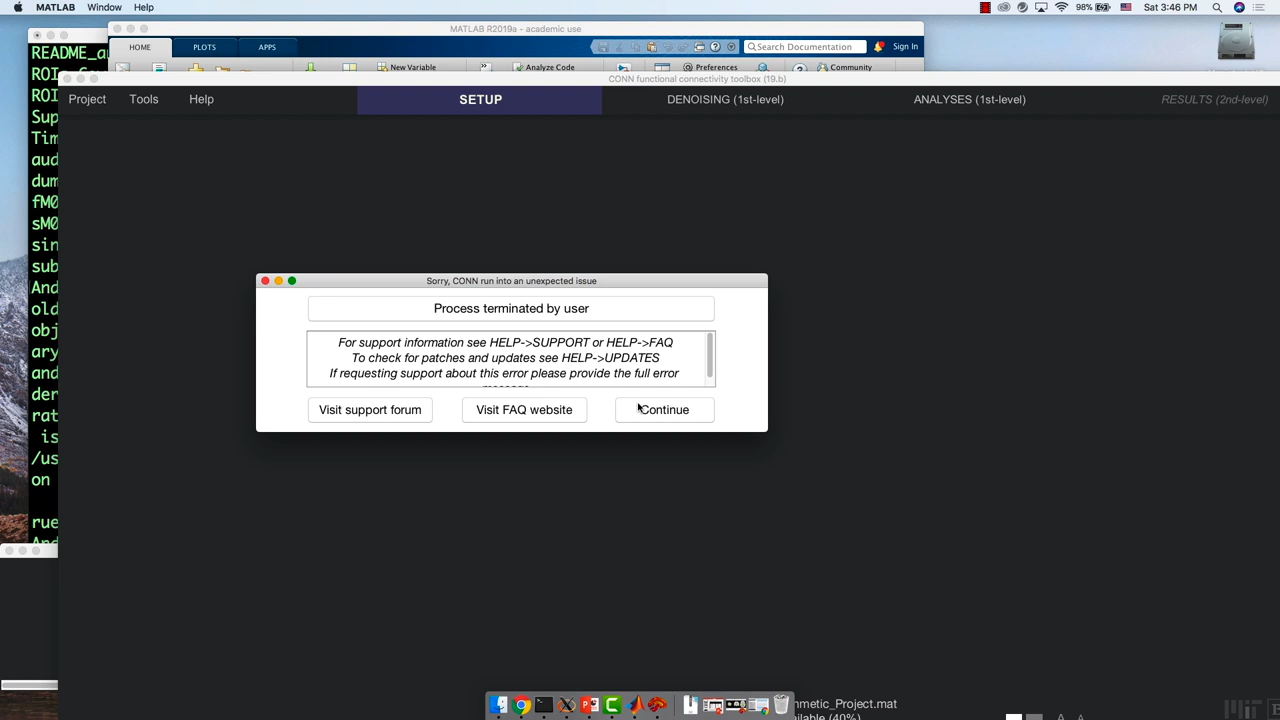 MATLAB Window Help
98% Sat 3:46 PM
MATLAB R2019a - academic use
HOME PLOTS APPS
Search Documentation Sign In
New Variable Analyze Code Preferences Community
CONN functional connectivity toolbox (19.b)
Project Tools Help SETUP DENOISING (1st-level) ANALYSES (1st-level) RESULTS (2nd-level)
README_a
ROI
ROI
Sup
Tim
aud
dum
fM0
sM0
sin
sub
And
old
obj
ary
and
der
rat
is
/us
on
rue
Sorry, CONN run into an unexpected issue
Process terminated by user
For support information see HELP->SUPPORT or HELP->FAQ
To check for patches and updates see HELP->UPDATES
If requesting support about this error please provide the full error
message
Visit support forum Visit FAQ website Continue
hmetic_Project.mat
ailable (40%)
A A